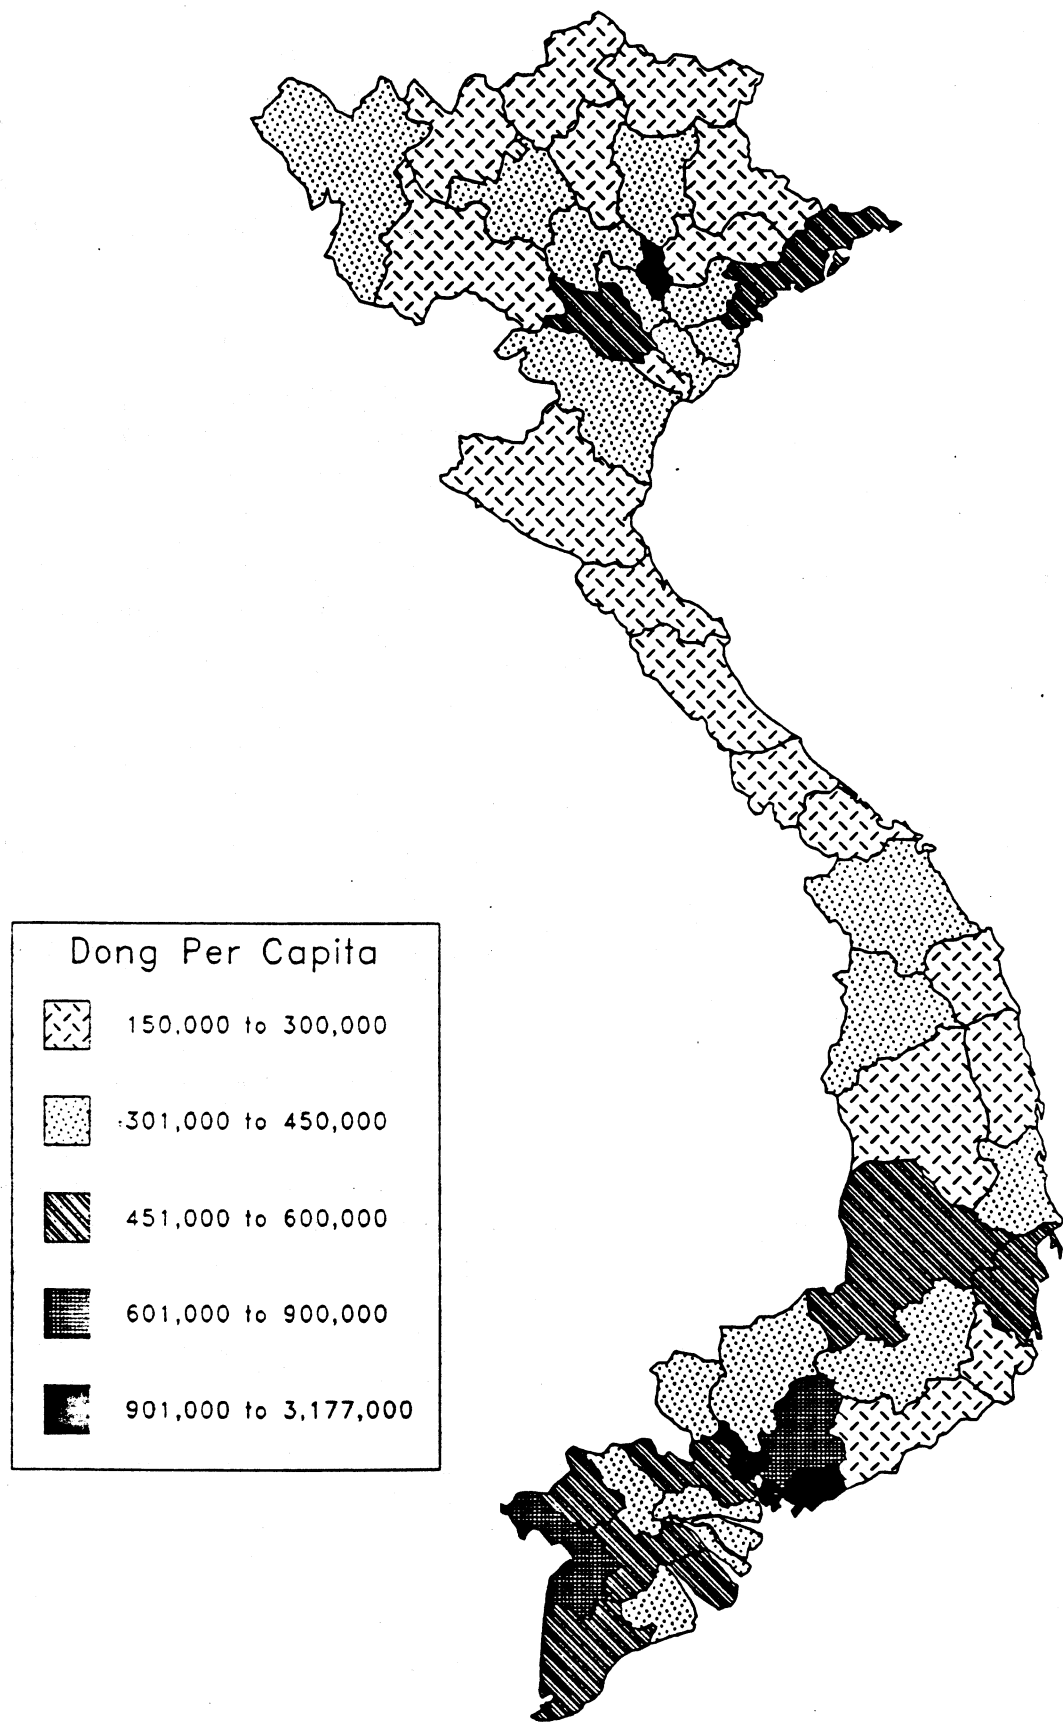 Dong Per Capita
150,000 to 300,000
301,000 to 450,000
451,000 to 600,000
601,000 to 900,000
901,000 to 3,177,000